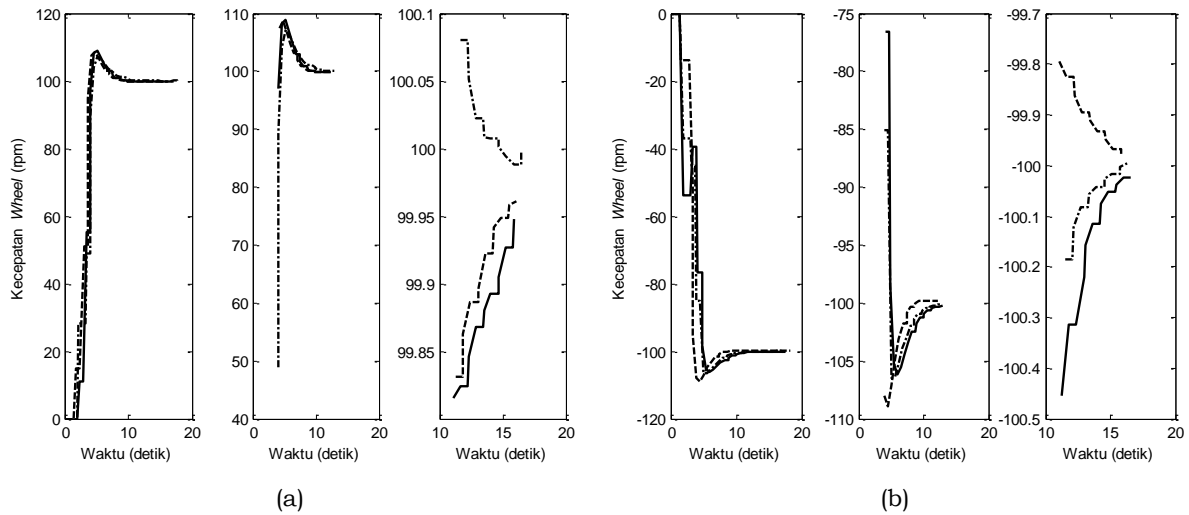 120
100
80
60
40
20
0
0 10 20
Kecepatan Wheel (rpm)
Waktu (detik)
110
100
90
80
70
60
50
40
0 10 20
Waktu (detik)
100.1
100.05
100
99.95
99.9
99.85
10 15 20
Waktu (detik)
(a)
0
-20
-40
-60
-80
-100
-120
0 10 20
Kecepatan Wheel (rpm)
Waktu (detik)
-75
-80
-85
-90
-95
-100
-105
-110
0 10 20
Waktu (detik)
-99.7
-99.8
-99.9
-100
-100.1
-100.2
-100.3
-100.4
-100.5
10 15 20
Waktu (detik)
(b)